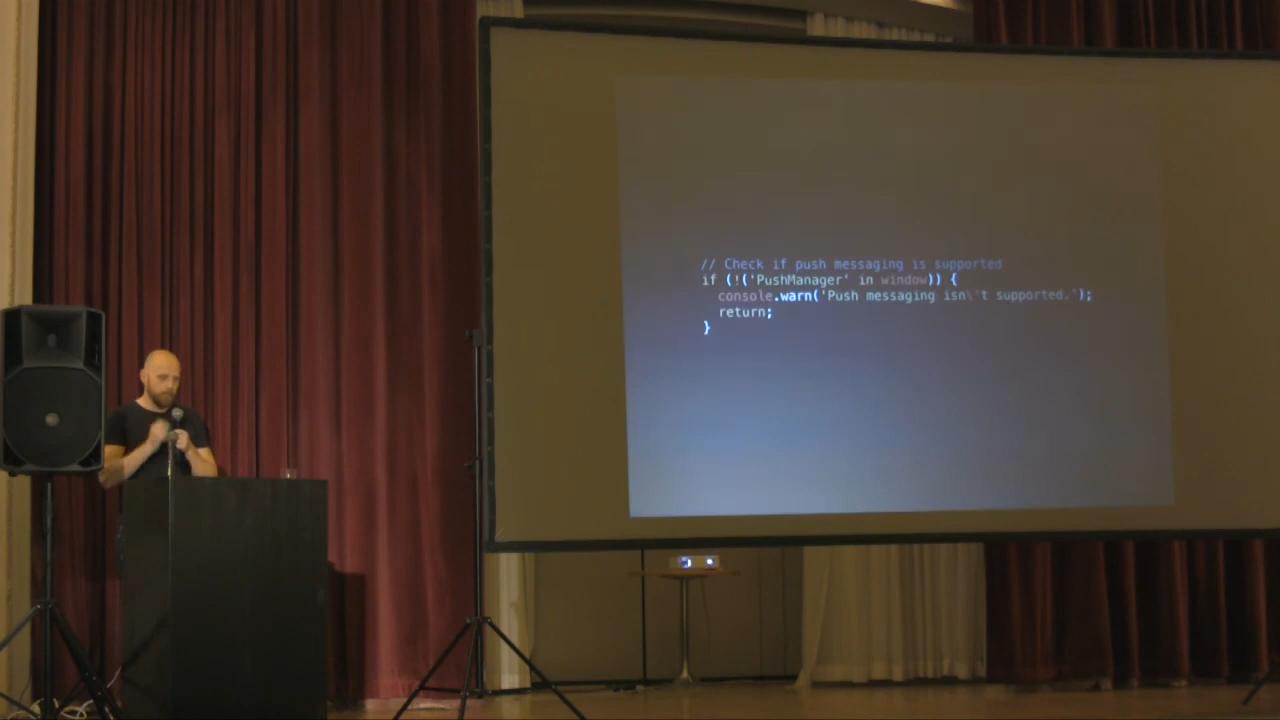 // Check if push messaging is supported
if (!('PushManager' in window)) {
console.warn('Push messaging isn\'t supported.');
return;
}